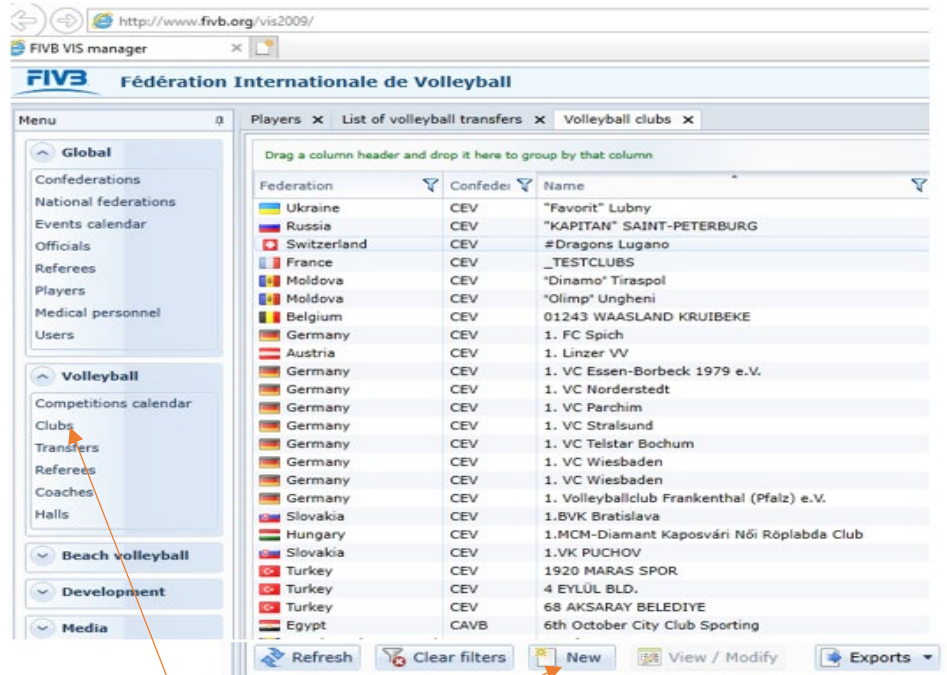 http://www.fivb.org/vis2009/
FIVB VIS manager
FIVB Fédération Internationale de Volleyball
Menu
Players List of volleyball transfers Volleyball clubs
Global
Confederations
National federations
Events calendar
Officials
Referees
Players
Medical personnel
Users
Volleyball
Competitions calendar
Clubs
Transfers
Referees
Coaches
Halls
Beach volleyball
Development
Media
Drag a column header and drop it here to group by that column
Federation Confeder Name
Ukraine CEV "Favorit" Lubny
Russia CEV "KAPITAN" SAINT-PETERBURG
Switzerland CEV #Dragons Lugano
France CEV _TESTCLUBS
Moldova CEV "Dinamo" Tiraspol
Moldova CEV "Olimp" Ungheni
Belgium CEV 01243 WAASLAND KRUIBEKE
Germany CEV 1. FC Spich
Austria CEV 1. Linzer VV
Germany CEV 1. VC Essen-Borbeck 1979 e.V.
Germany CEV 1. VC Norderstedt
Germany CEV 1. VC Parchim
Germany CEV 1. VC Stralsund
Germany CEV 1. VC Telstar Bochum
Germany CEV 1. VC Wiesbaden
Germany CEV 1. VC Wiesbaden
Germany CEV 1. Volleyballclub Frankenthal (Pfalz) e.V.
Slovakia CEV 1.BVK Bratislava
Hungary CEV 1.MCM-Diamant Kaposvári Női Röplabda Club
Slovakia CEV 1.VK PUCHOV
Turkey CEV 1920 MARAS SPOR
Turkey CEV 4 EYLÜL BLD.
Turkey CEV 68 AKSARAY BELEDIYE
Egypt CAVB 6th October City Club Sporting
Refresh Clear filters New View / Modify Exports